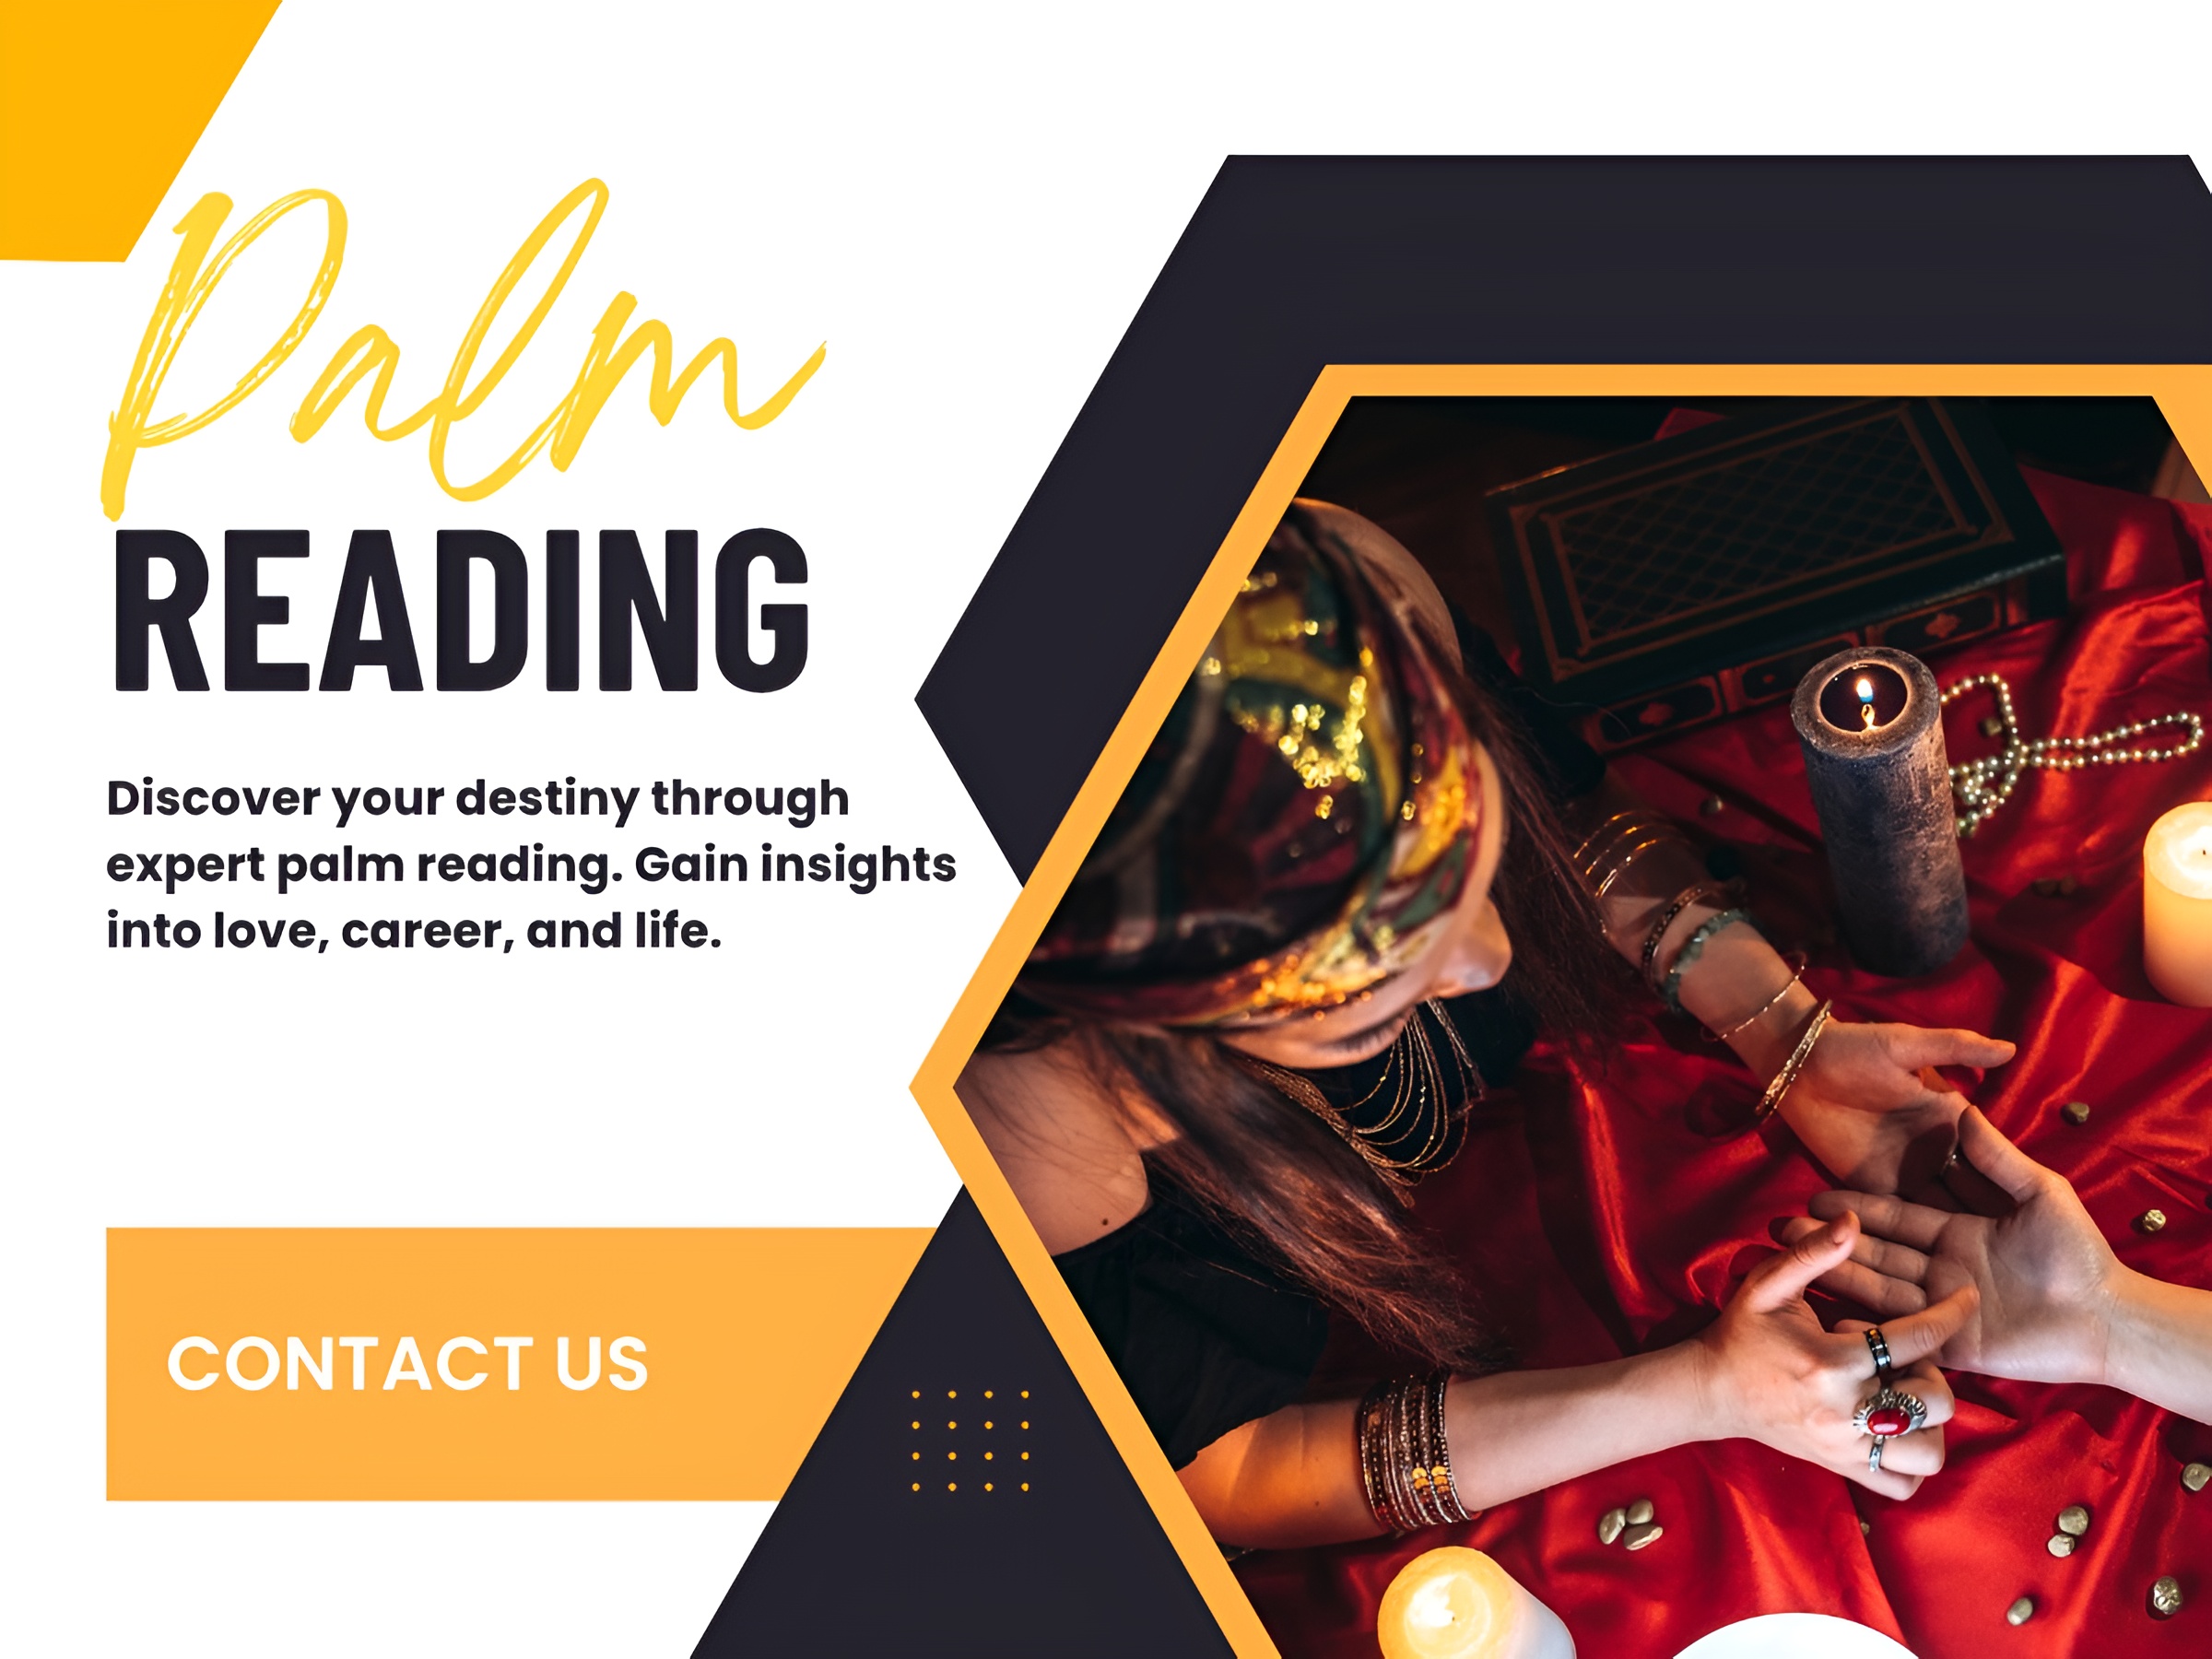 Palm
READING
Discover your destiny through
expert palm reading. Gain insights
into love, career, and life.
CONTACT US